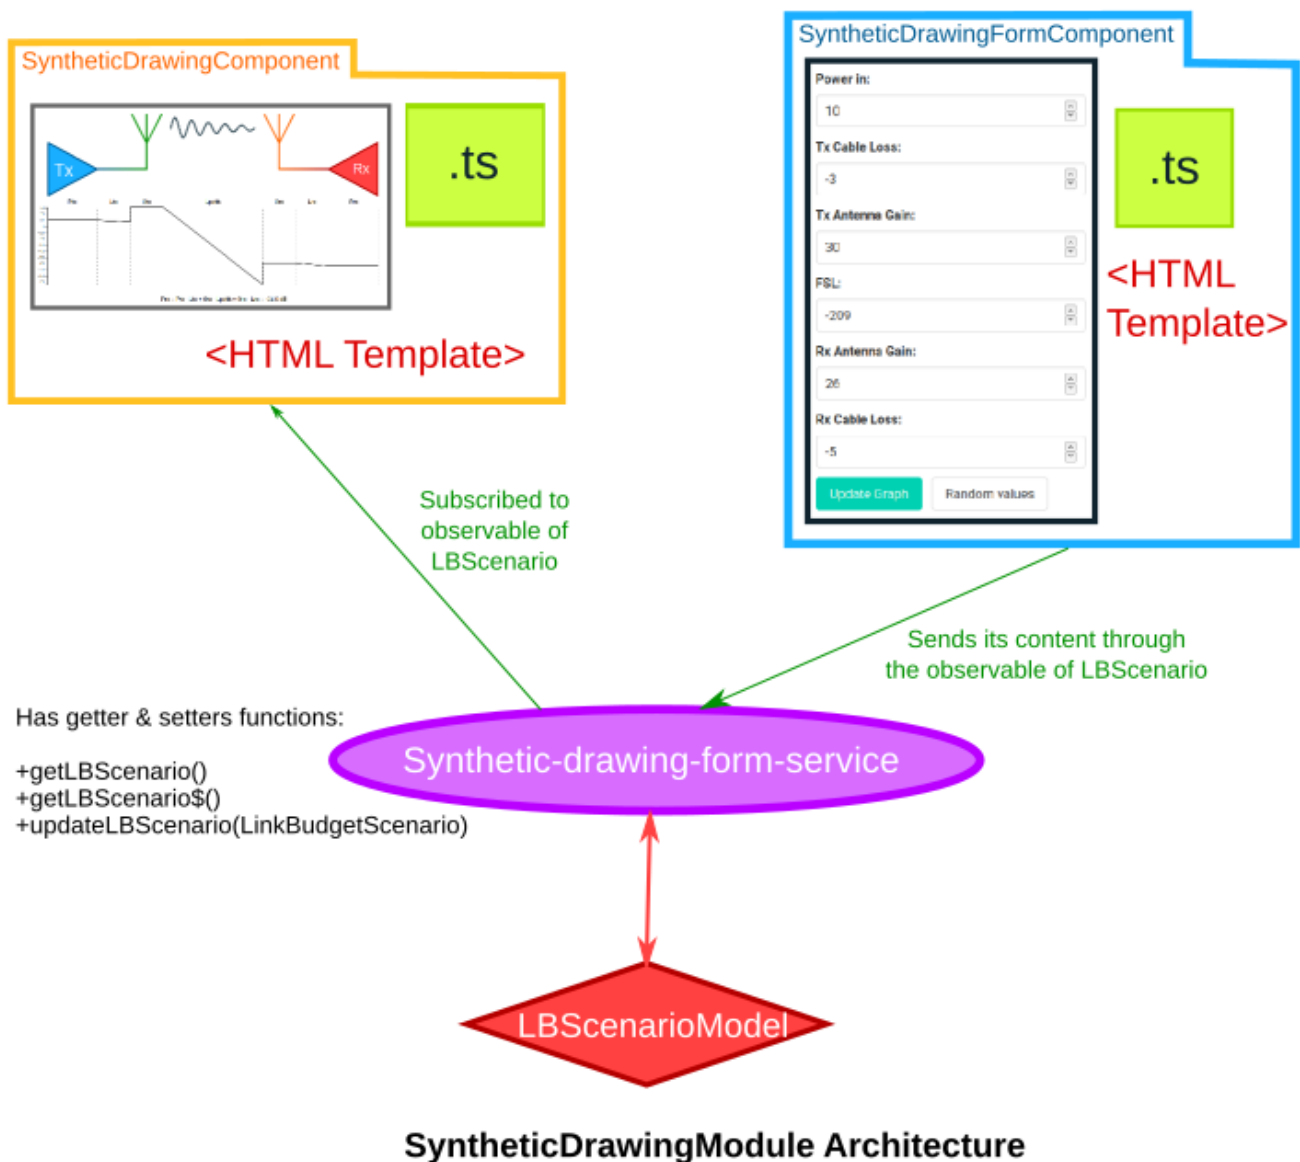 SyntheticDrawingComponent
Tx
Rx
.ts
<HTML Template>
SyntheticDrawingFormComponent
Power in:
10
Tx Cable Loss:
-3
Tx Antenna Gain:
30
FSL:
-209
Rx Antenna Gain:
26
Rx Cable Loss:
-5
Update Graph
Random values
.ts
<HTML
Template>
Subscribed to
observable of
LBScenario
Sends its content through
the observable of LBScenario
Has getter & setters functions:
+getLBScenario()
+getLBScenario$()
+updateLBScenario(LinkBudgetScenario)
Synthetic-drawing-form-service
LBScenarioModel
SyntheticDrawingModule Architecture